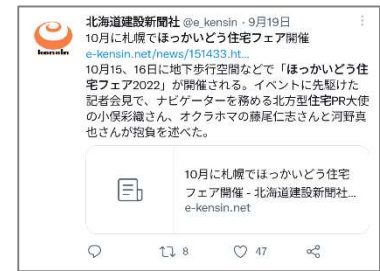 北海道建設新聞社 @e_kensin・9月19日
kensin
10月に札幌でほっかいどう住宅フェア開催
e-kensin.net/news/151433.ht...
10月15、16日に地下歩行空間などで「ほっかいどう住
宅フェア2022」が開催される。イベントに先駆けた
記者会見で、ナビゲーターを務める北方型住宅PR大使
の小俣彩織さん、オクラホマの藤尾仁志さんと河野真
也さんが抱負を述べた。
10月に札幌でほっかいどう住宅
フェア開催 - 北海道建設新聞社...
e-kensin.net
8
47